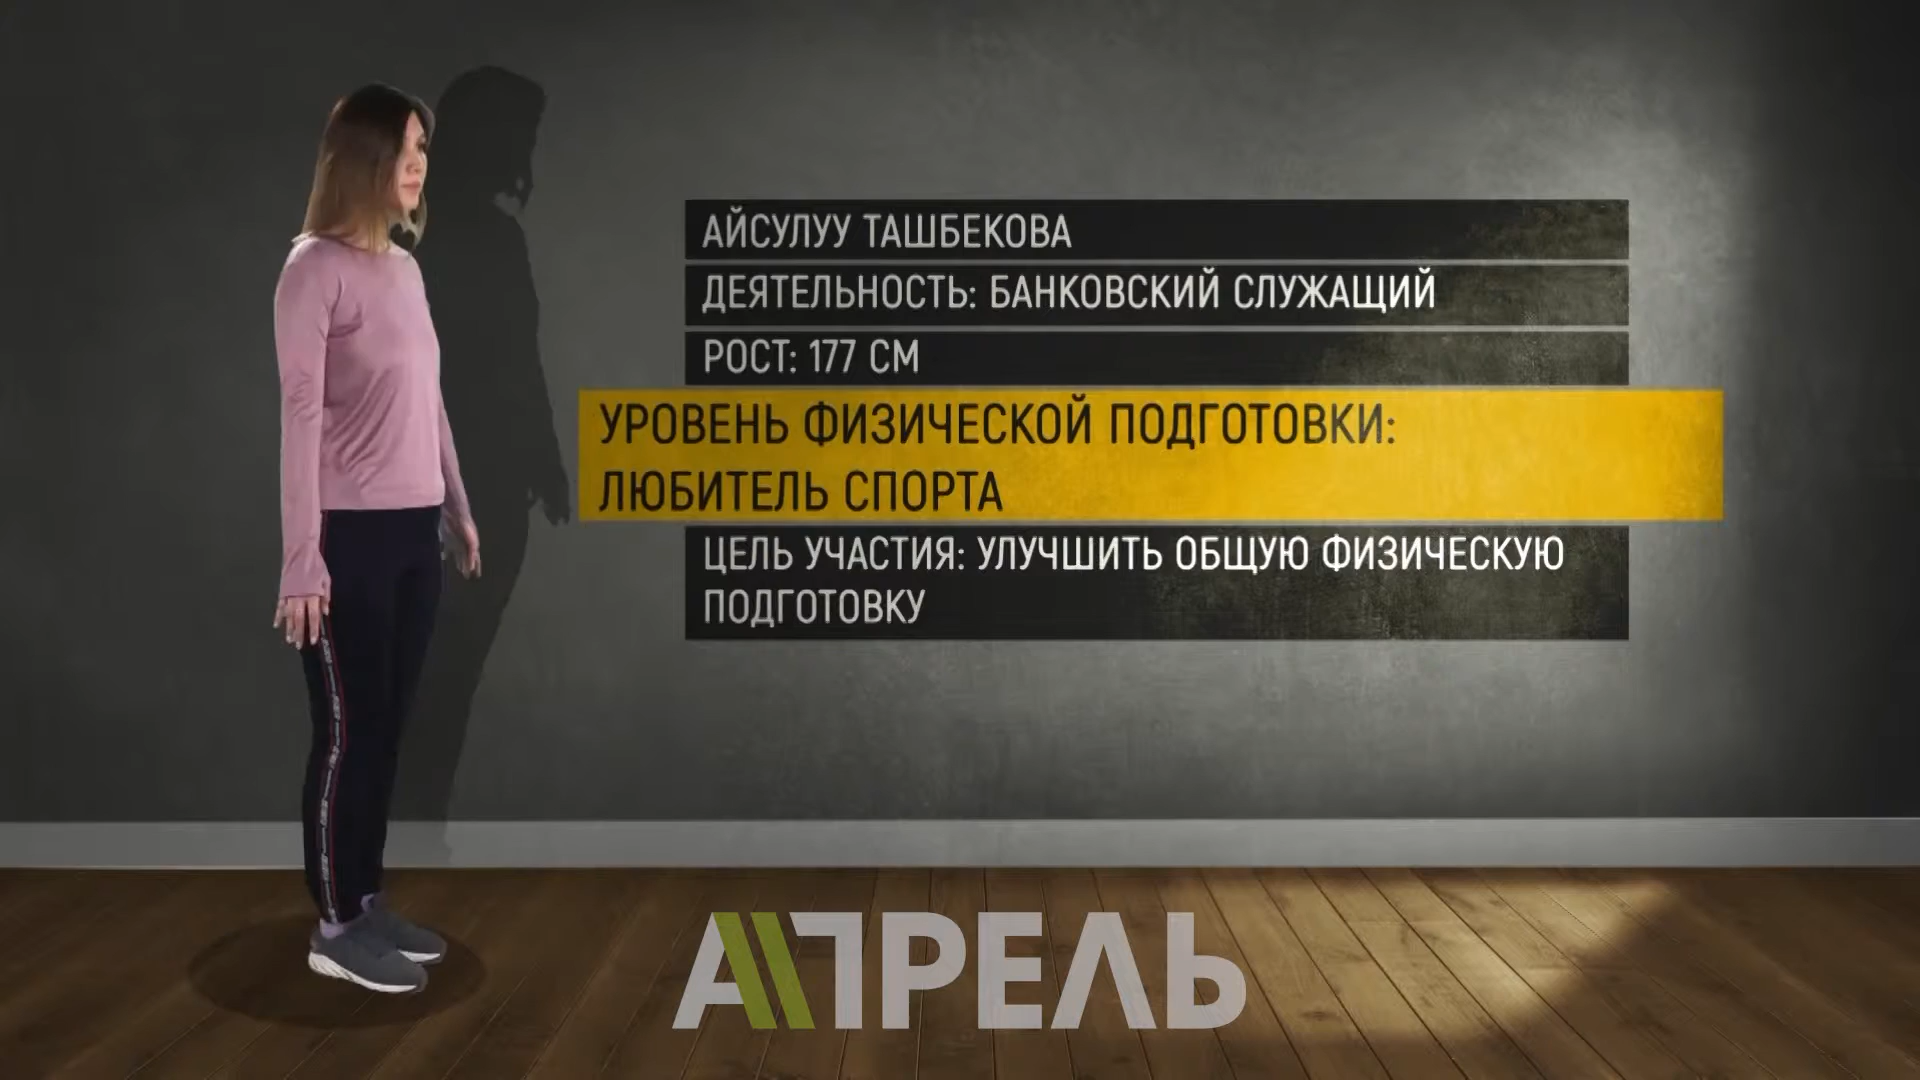 АЙСУЛУУ ТАШБЕКОВА
ДЕЯТЕЛЬНОСТЬ: БАНКОВСКИЙ СЛУЖАЩИЙ
РОСТ: 177 СМ
УРОВЕНЬ ФИЗИЧЕСКОЙ ПОДГОТОВКИ:
ЛЮБИТЕЛЬ СПОРТА
ЦЕЛЬ УЧАСТИЯ: УЛУЧШИТЬ ОБЩУЮ ФИЗИЧЕСКУЮ
ПОДГОТОВКУ
АПРЕЛЬ